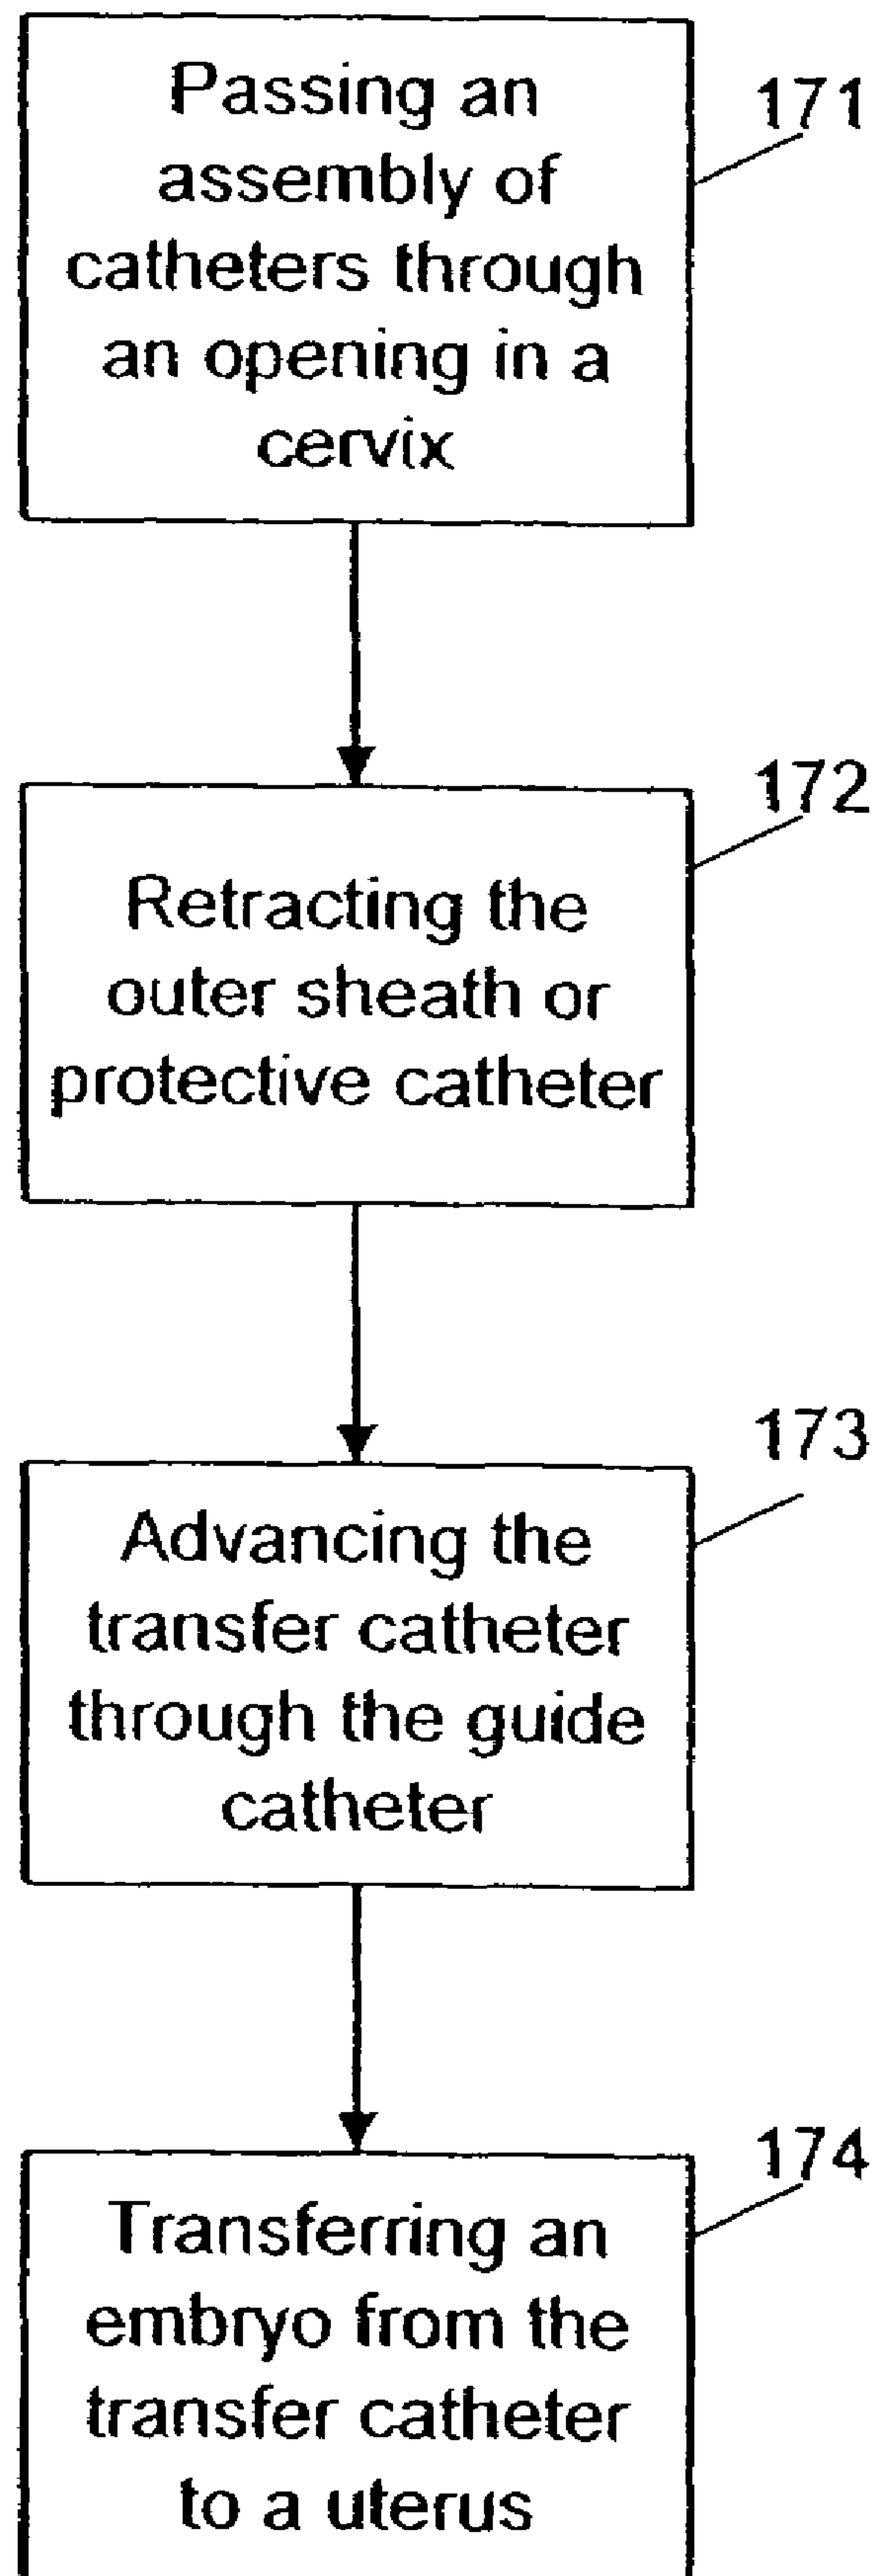 Passing an
assembly of
catheters through
an opening in a
cervix
171
Retracting the
outer sheath or
protective catheter
172
Advancing the
transfer catheter
through the guide
catheter
173
Transferring an
embryo from the
transfer catheter
to a uterus
174